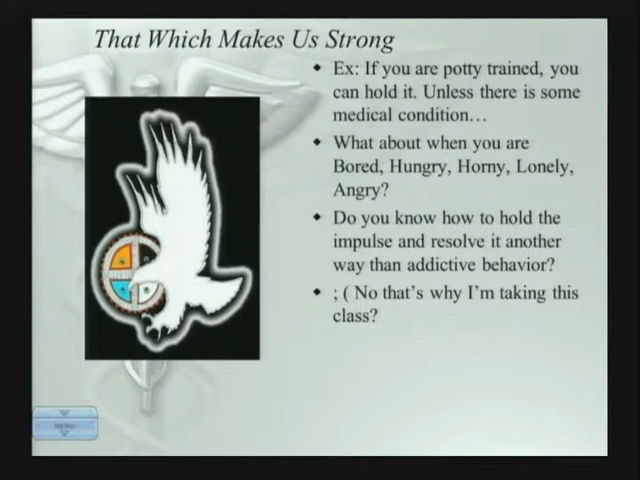 That Which Makes Us Strong
Ex: If you are potty trained, you
can hold it. Unless there is some
medical condition…
What about when you are
Bored, Hungry, Horny, Lonely,
Angry?
Do you know how to hold the
impulse and resolve it another
way than addictive behavior?
; ( No that's why I'm taking this
class?
MENU